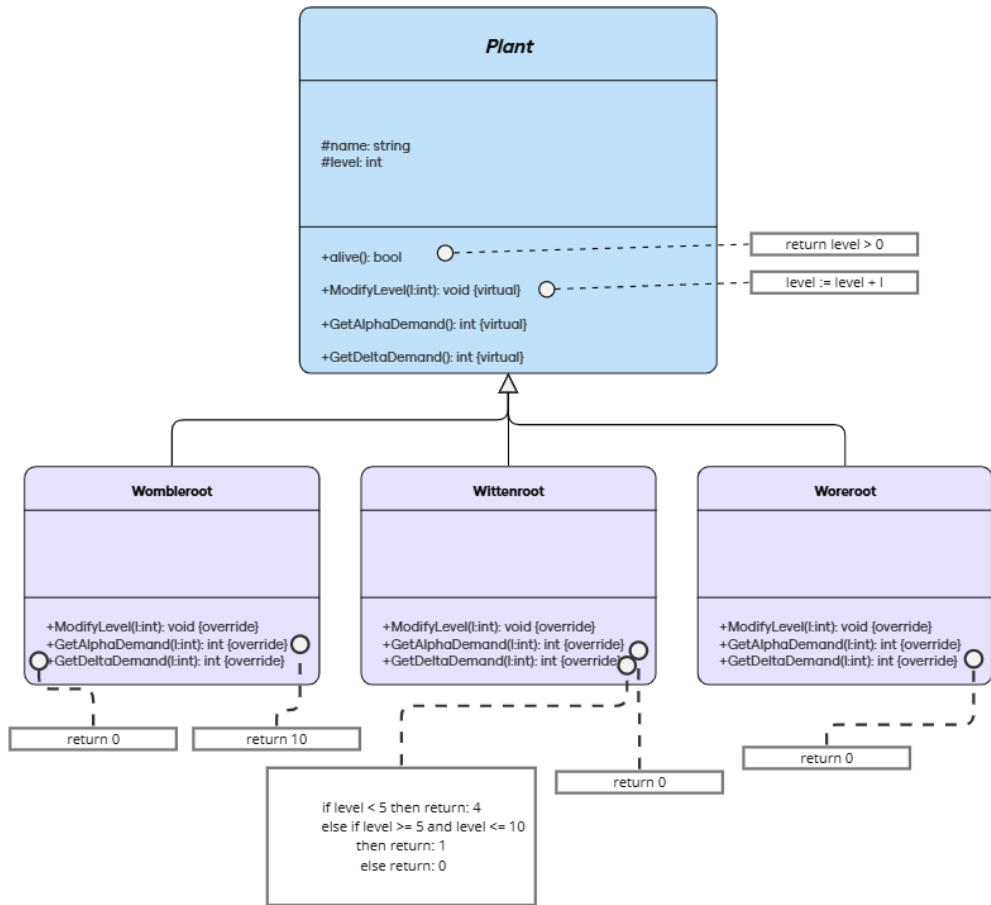 Plant
#name: string
#level: int
+alive(): bool
return level > 0
+ModifyLevel(l:int): void {virtual}
level := level + l
+GetAlphaDemand(): int {virtual}
+GetDeltaDemand(): int {virtual}
Wombleroot
+ModifyLevel(l:int): void {override}
+GetAlphaDemand(l:int): int {override}
+GetDeltaDemand(l:int): int {override}
return 0
return 10
Wittenroot
+ModifyLevel(l:int): void {override}
+GetAlphaDemand(l:int): int {override}
+GetDeltaDemand(l:int): int {override}
if level < 5 then return: 4
else if level >= 5 and level <= 10
then return: 1
else return: 0
return 0
Woreroot
+ModifyLevel(l:int): void {override}
+GetAlphaDemand(l:int): int {override}
+GetDeltaDemand(l:int): int {override}
return 0